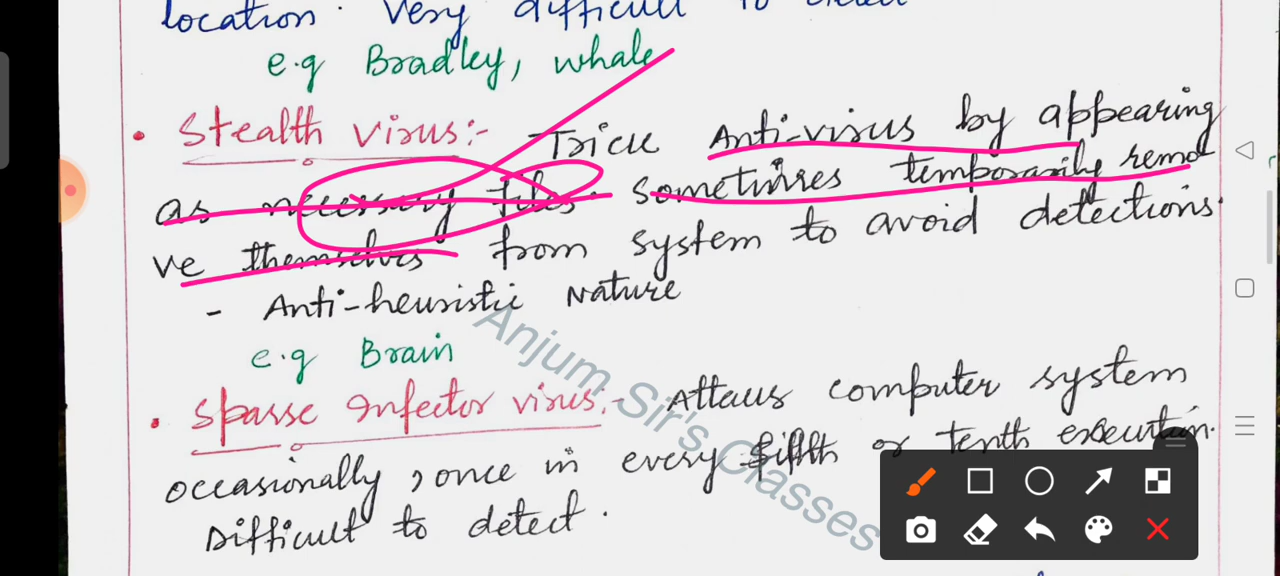 location. Very difficult to detect
e.g Bradley, whale
• Stealth virus:- Trick Anti-virus by appearing
as necessary files. Sometimes temporarily remo
ve themselves from system to avoid detections.
- Anti-heuristic Nature
e.g Brain
• Sparse Infector virus:- Attacks computer system
occasionally, once in every fifth or tenth execution.
Difficult to detect.
Anjum Sir's Classes